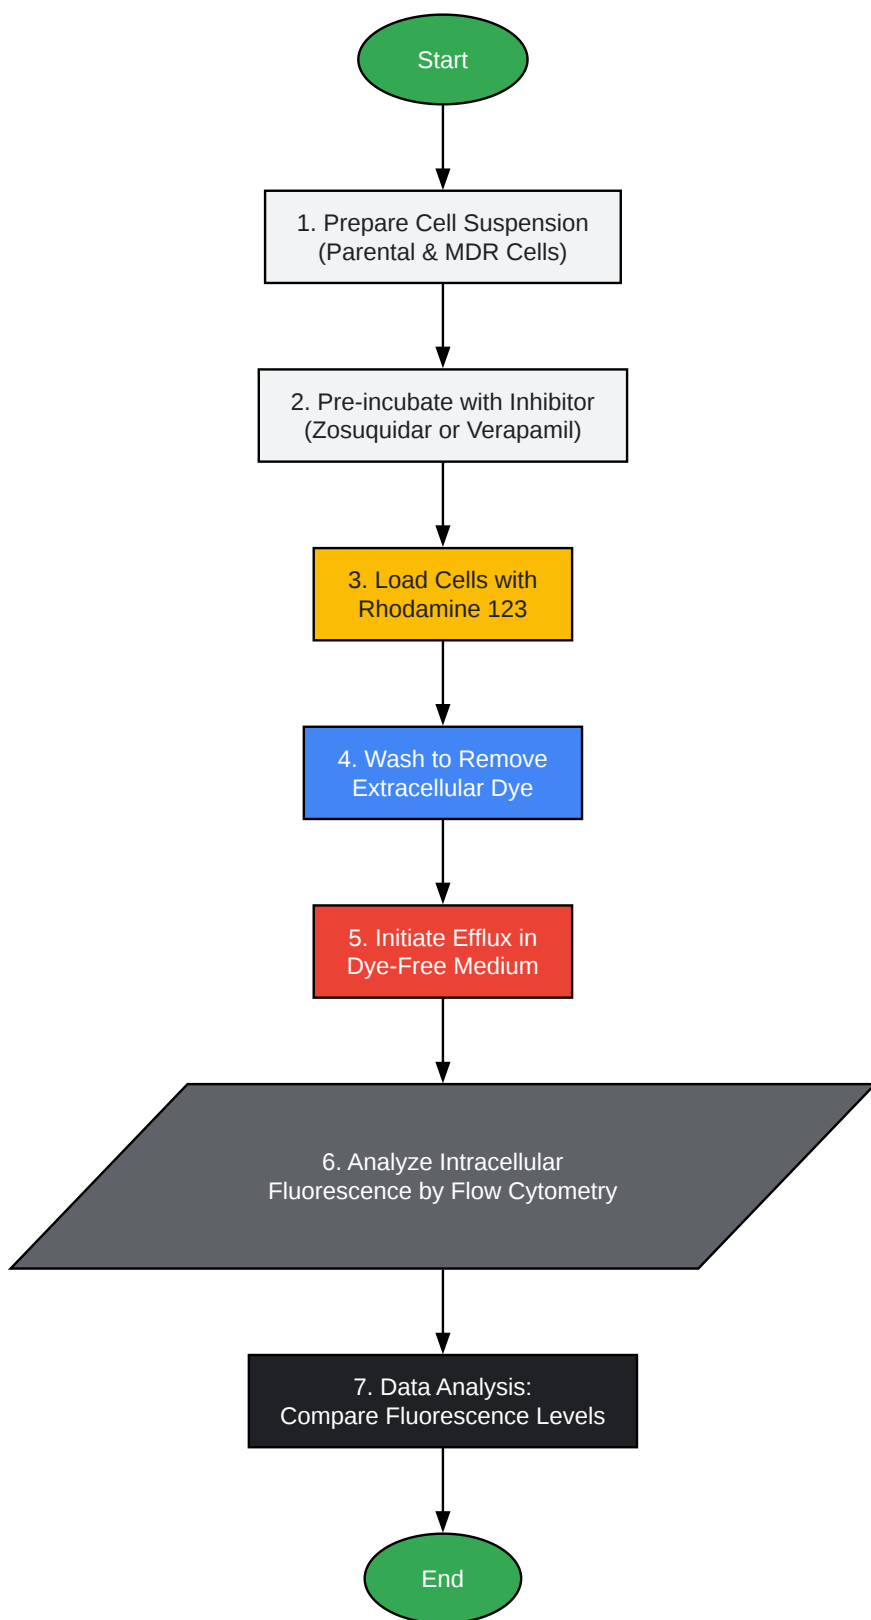 Start
1. Prepare Cell Suspension
(Parental & MDR Cells)
2. Pre-incubate with Inhibitor
(Zosuquidar or Verapamil)
3. Load Cells with
Rhodamine 123
4. Wash to Remove
Extracellular Dye
5. Initiate Efflux in
Dye-Free Medium
6. Analyze Intracellular
Fluorescence by Flow Cytometry
7. Data Analysis:
Compare Fluorescence Levels
End